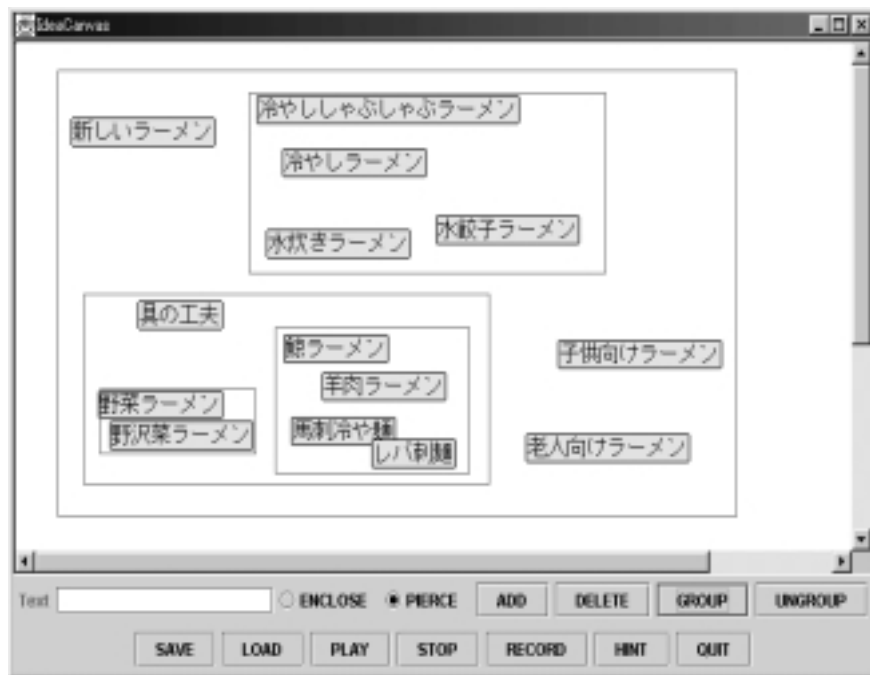 IdeaCanvas
冷やししゃぶしゃぶラーメン
新しいラーメン
冷やしラーメン
水餃子ラーメン
水炊きラーメン
具の工夫
鯨ラーメン
子供向けラーメン
羊肉ラーメン
野菜ラーメン
野沢菜ラーメン
馬刺冷や麺
老人向けラーメン
レバ刺麺
Text ENCLOSE PIERCE ADD DELETE GROUP UNGROUP
SAVE LOAD PLAY STOP RECORD HINT QUIT